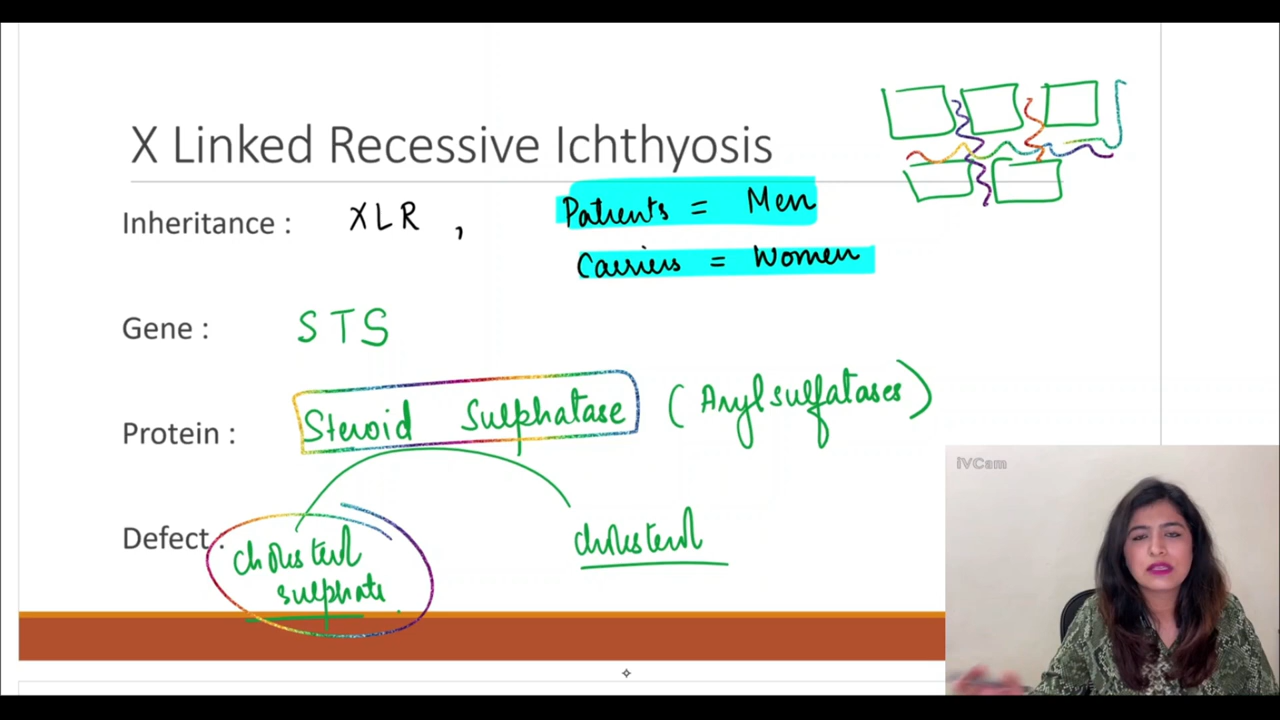 X Linked Recessive Ichthyosis
Inheritance : XLR , Patients = Men
Carriers = Women
Gene : STS
Protein : Steroid Sulphatase (Arylsulfatases)
Defect : cholesterol sulphate cholesterol
iVCam